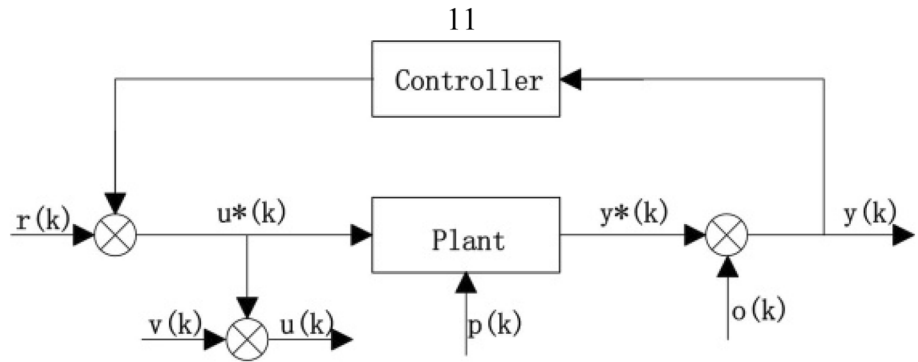 11
Controller
r(k)
u*(k)
Plant
y*(k)
y(k)
v(k)
u(k)
p(k)
o(k)